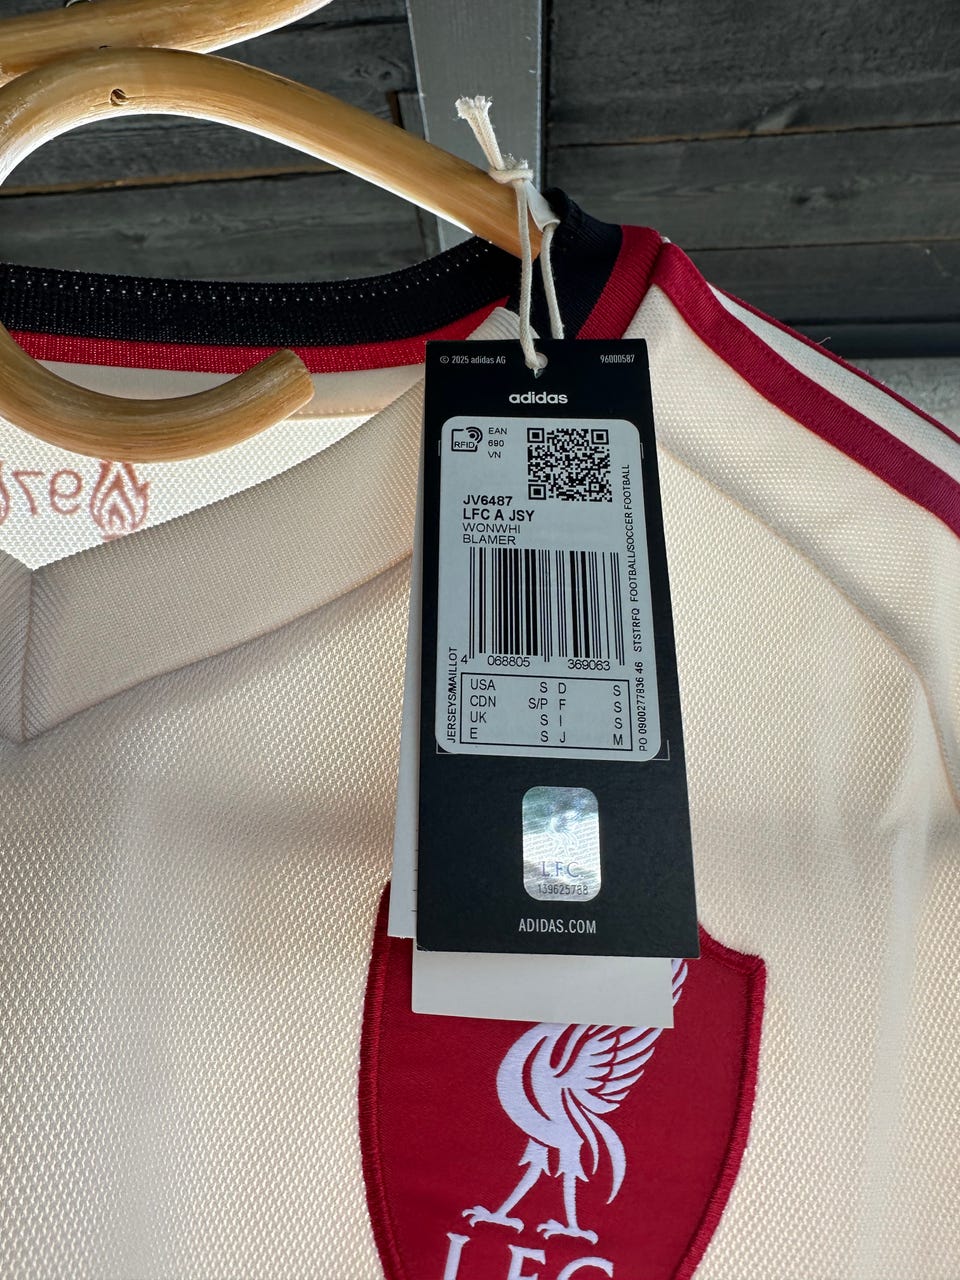 © 2025 adidas AG 96000587
adidas
RFID
EAN
690
VN
JV6487
LFC A JSY
WONWHI
BLAMER
4 068805 369063
JERSEYS/MAILLOT
PO 0900277836 46 STSTRFQ FOOTBALL/SOCCER FOOTBALL
USA S D S
CDN S/P F S
UK S I S
E S J M
L.F.C.
139625788
ADIDAS.COM
97
L.F.C.